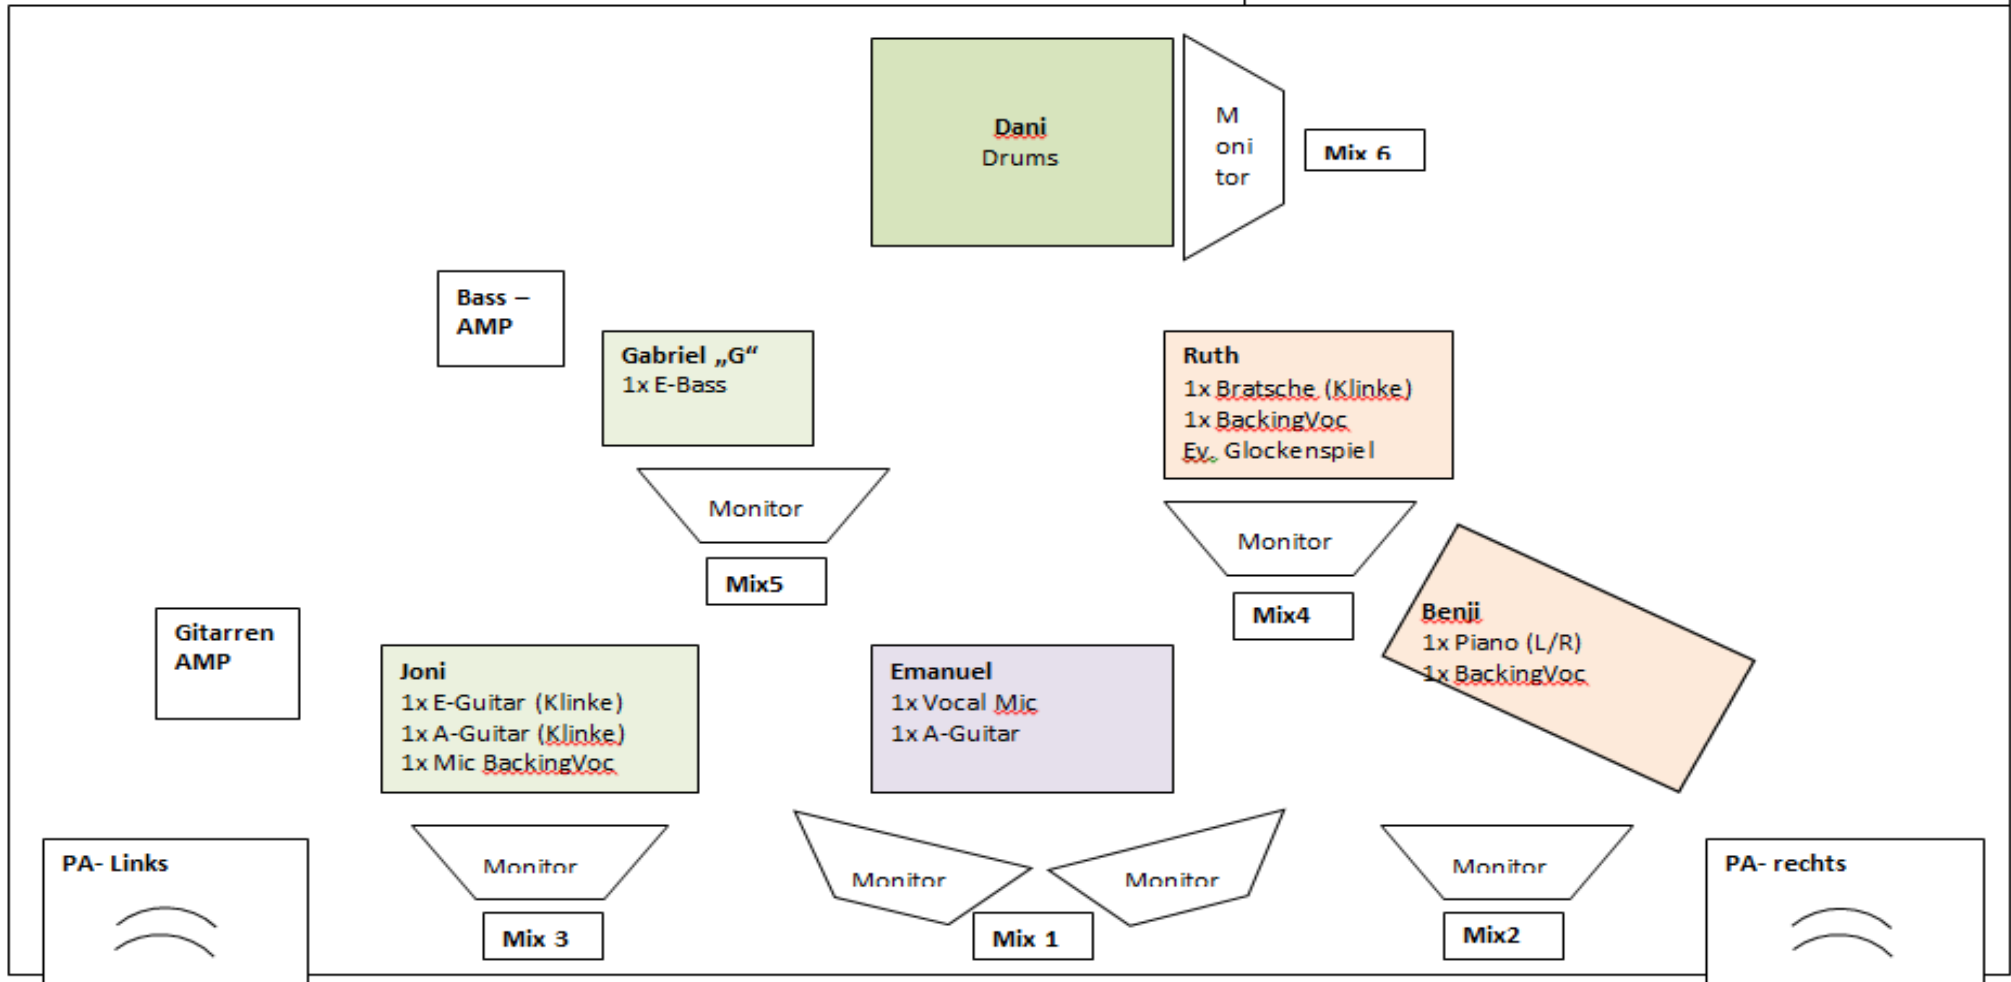 Dani
Drums
M
oni
tor
Mix 6
Bass –
AMP
Gabriel „G“
1x E-Bass
Monitor
Mix5
Ruth
1x Bratsche (Klinke)
1x BackingVoc
Ev. Glockenspiel
Monitor
Mix4
Benji
1x Piano (L/R)
1x BackingVoc
Gitarren
AMP
Joni
1x E-Guitar (Klinke)
1x A-Guitar (Klinke)
1x Mic BackingVoc
Emanuel
1x Vocal Mic
1x A-Guitar
PA- Links
Monitor
Mix 3
Monitor
Monitor
Mix 1
Monitor
Mix2
PA- rechts